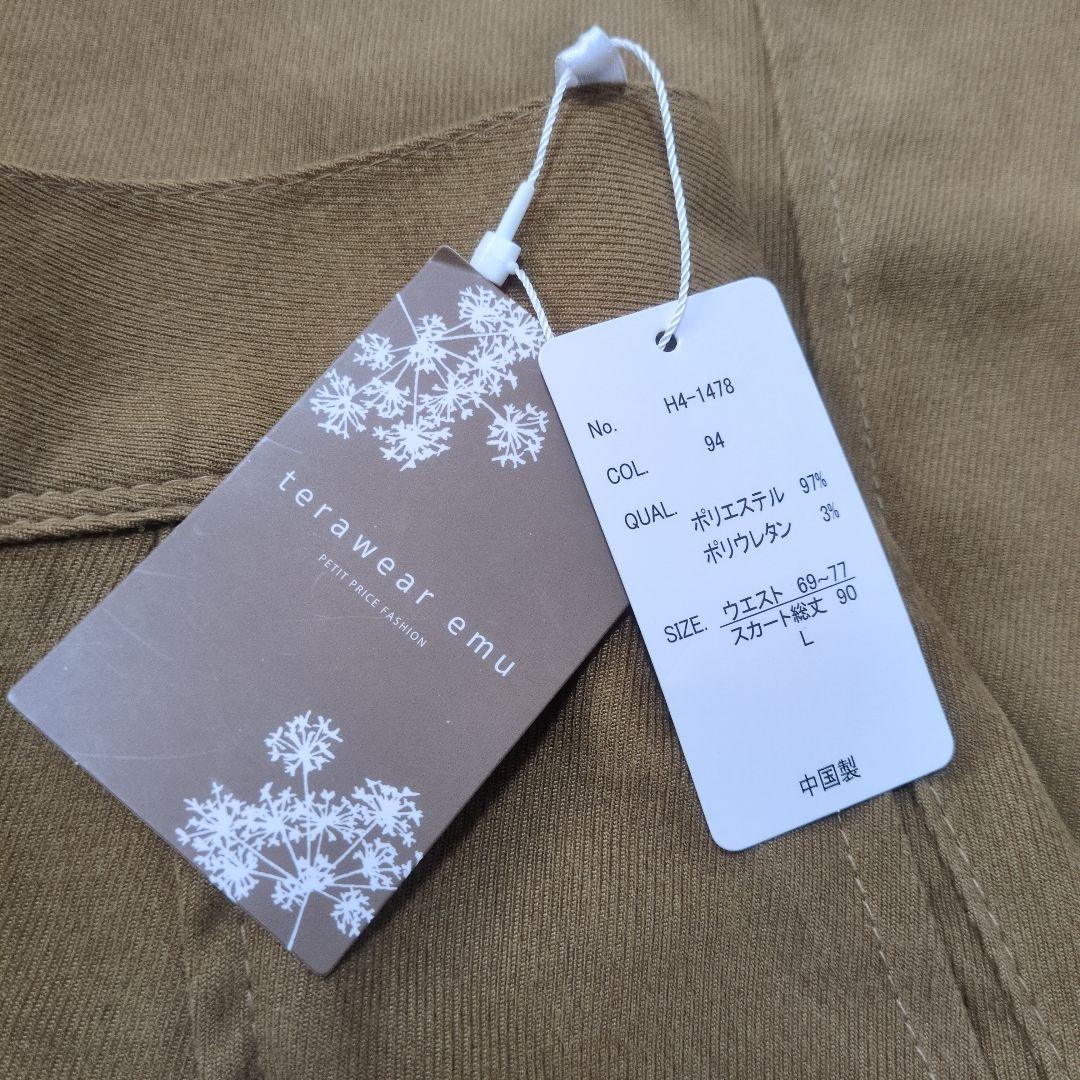 terawear emu
PETIT PRICE FASHION
No. H4-1478
COL. 94
QUAL. ポリエステル 97%
ポリウレタン 3%
SIZE. ウエスト 69~77
スカート総丈 90
L
中国製